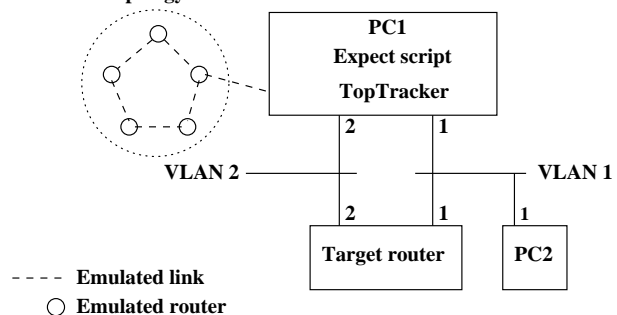 PC1
Expect script
TopTracker
2 1
VLAN 2
VLAN 1
2 1 1
Target router
PC2
Emulated link
Emulated router